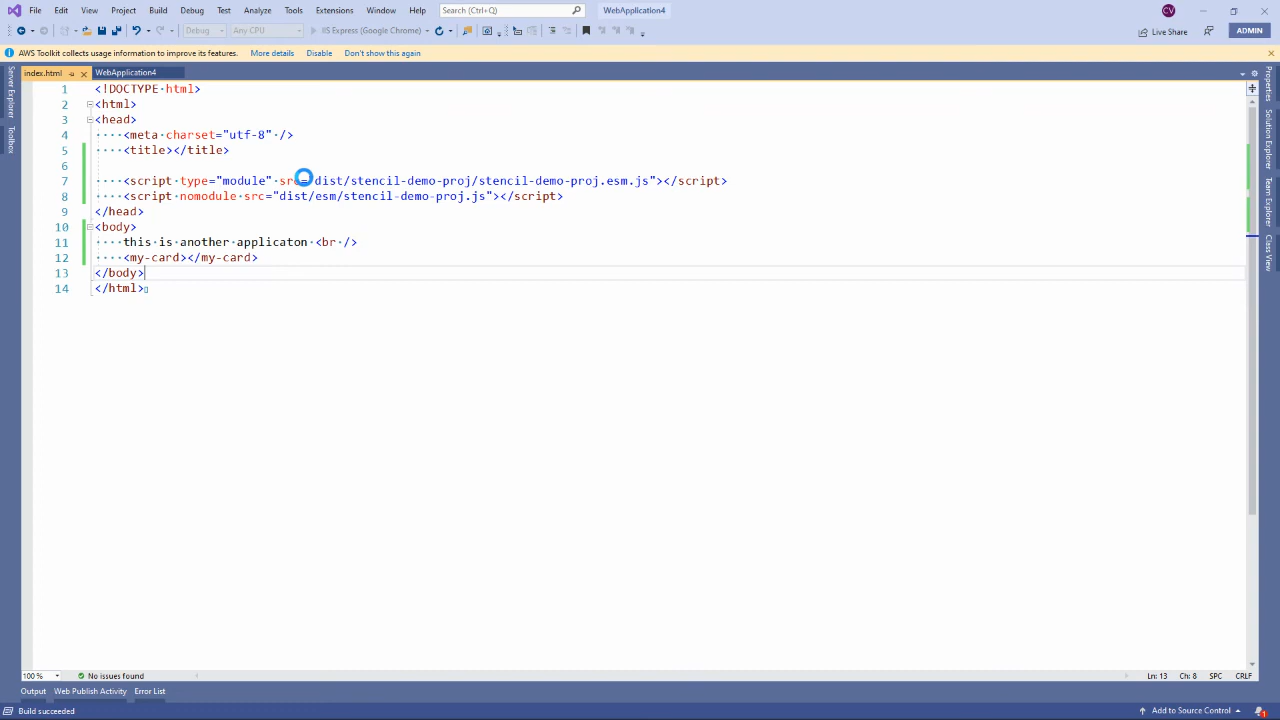 File Edit View Project Build Debug Test Analyze Tools Extensions Window Help Search (Ctrl+Q) WebApplication4 CV
Debug Any CPU IIS Express (Google Chrome) Live Share ADMIN
AWS Toolkit collects usage information to improve its features. More details Disable Don't show this again
index.html WebApplication4
Server Explorer
Toolbox
1 <!DOCTYPE html>
2 <html>
3 <head>
4 <meta charset="utf-8" />
5 <title></title>
6
7 <script type="module" src= dist/stencil-demo-proj/stencil-demo-proj.esm.js"></script>
8 <script nomodule src="dist/esm/stencil-demo-proj.js"></script>
9 </head>
10 <body>
11 this is another applicaton <br />
12 <my-card></my-card>
13 </body>
14 </html>
Properties
Solution Explorer
Team Explorer
Class View
100 % No issues found Ln: 13 Ch: 8 SPC CRLF
Output Web Publish Activity Error List
Build succeeded Add to Source Control 1